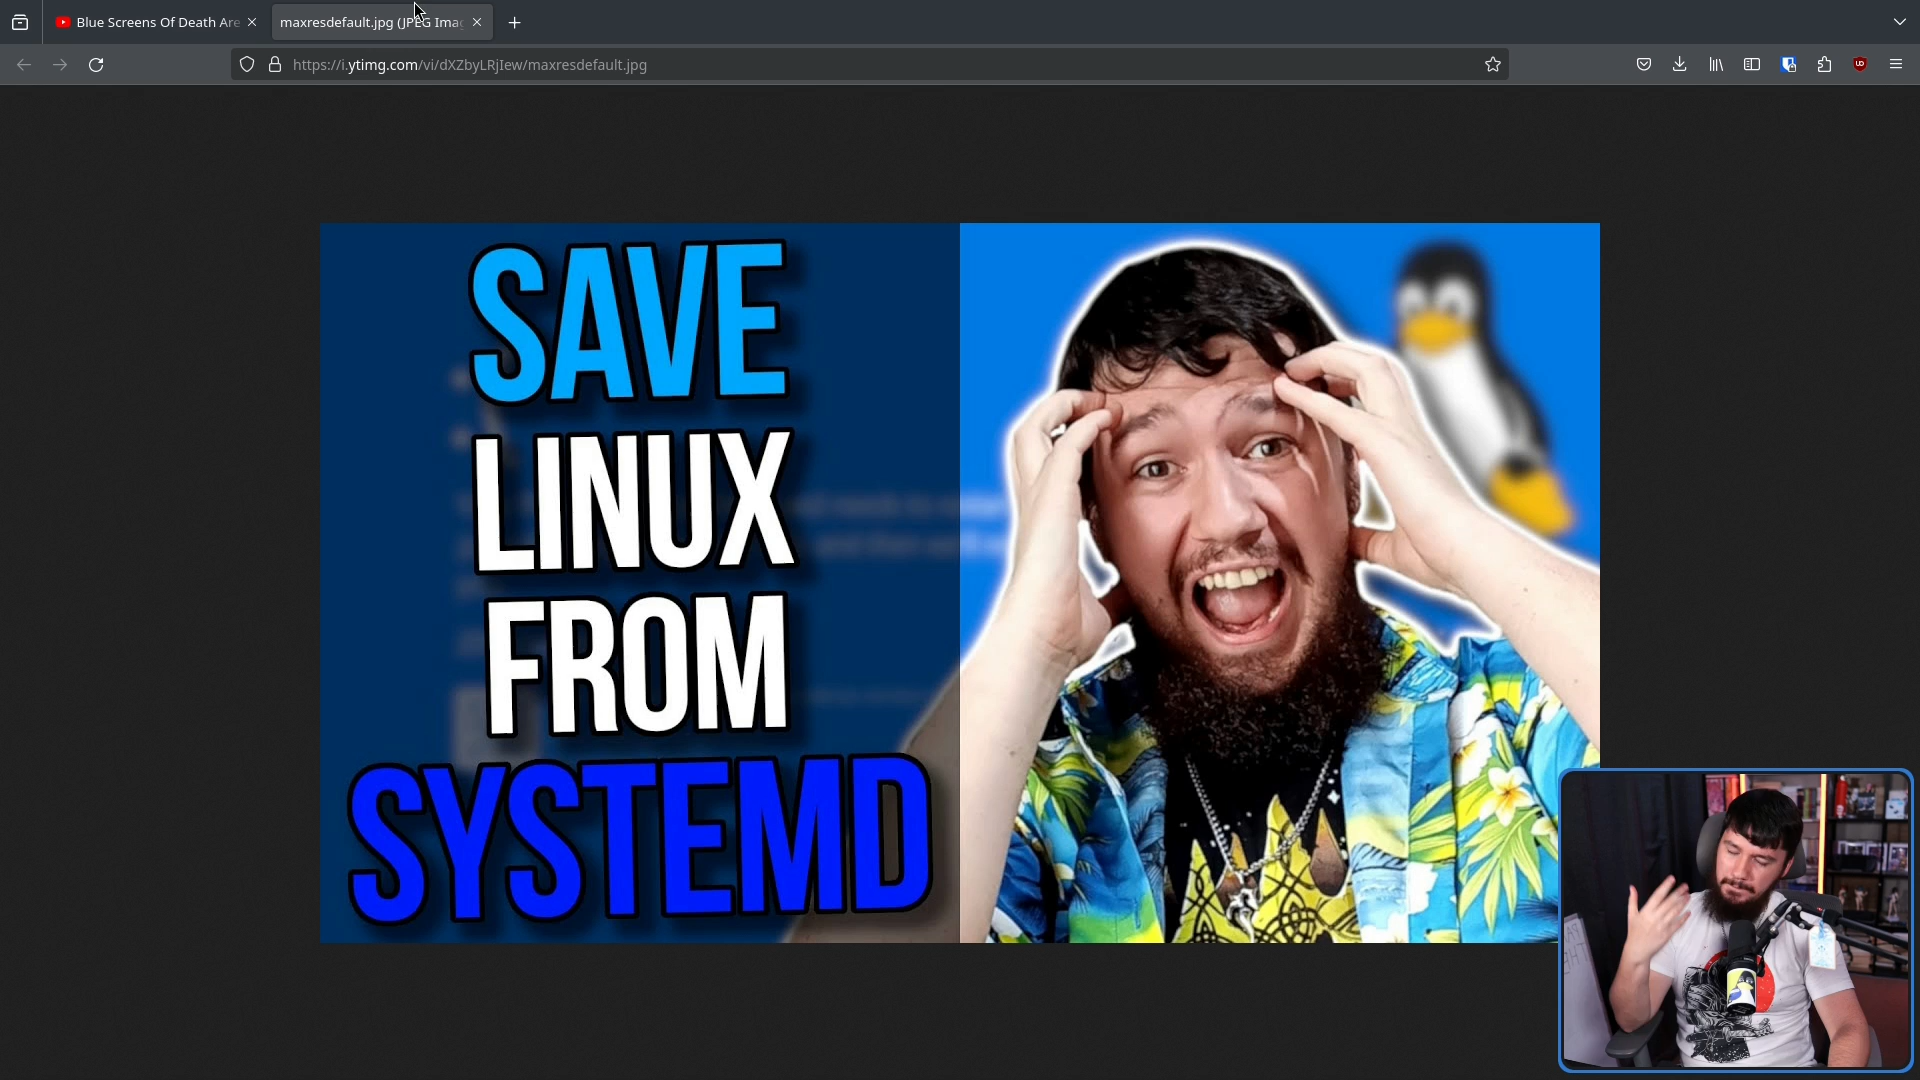 Blue Screens Of Death Are
maxresdefault.jpg (JPEG Imag
https://i.ytimg.com/vi/dXZbyLRjIew/maxresdefault.jpg
SAVE
LINUX
FROM
SYSTEMD